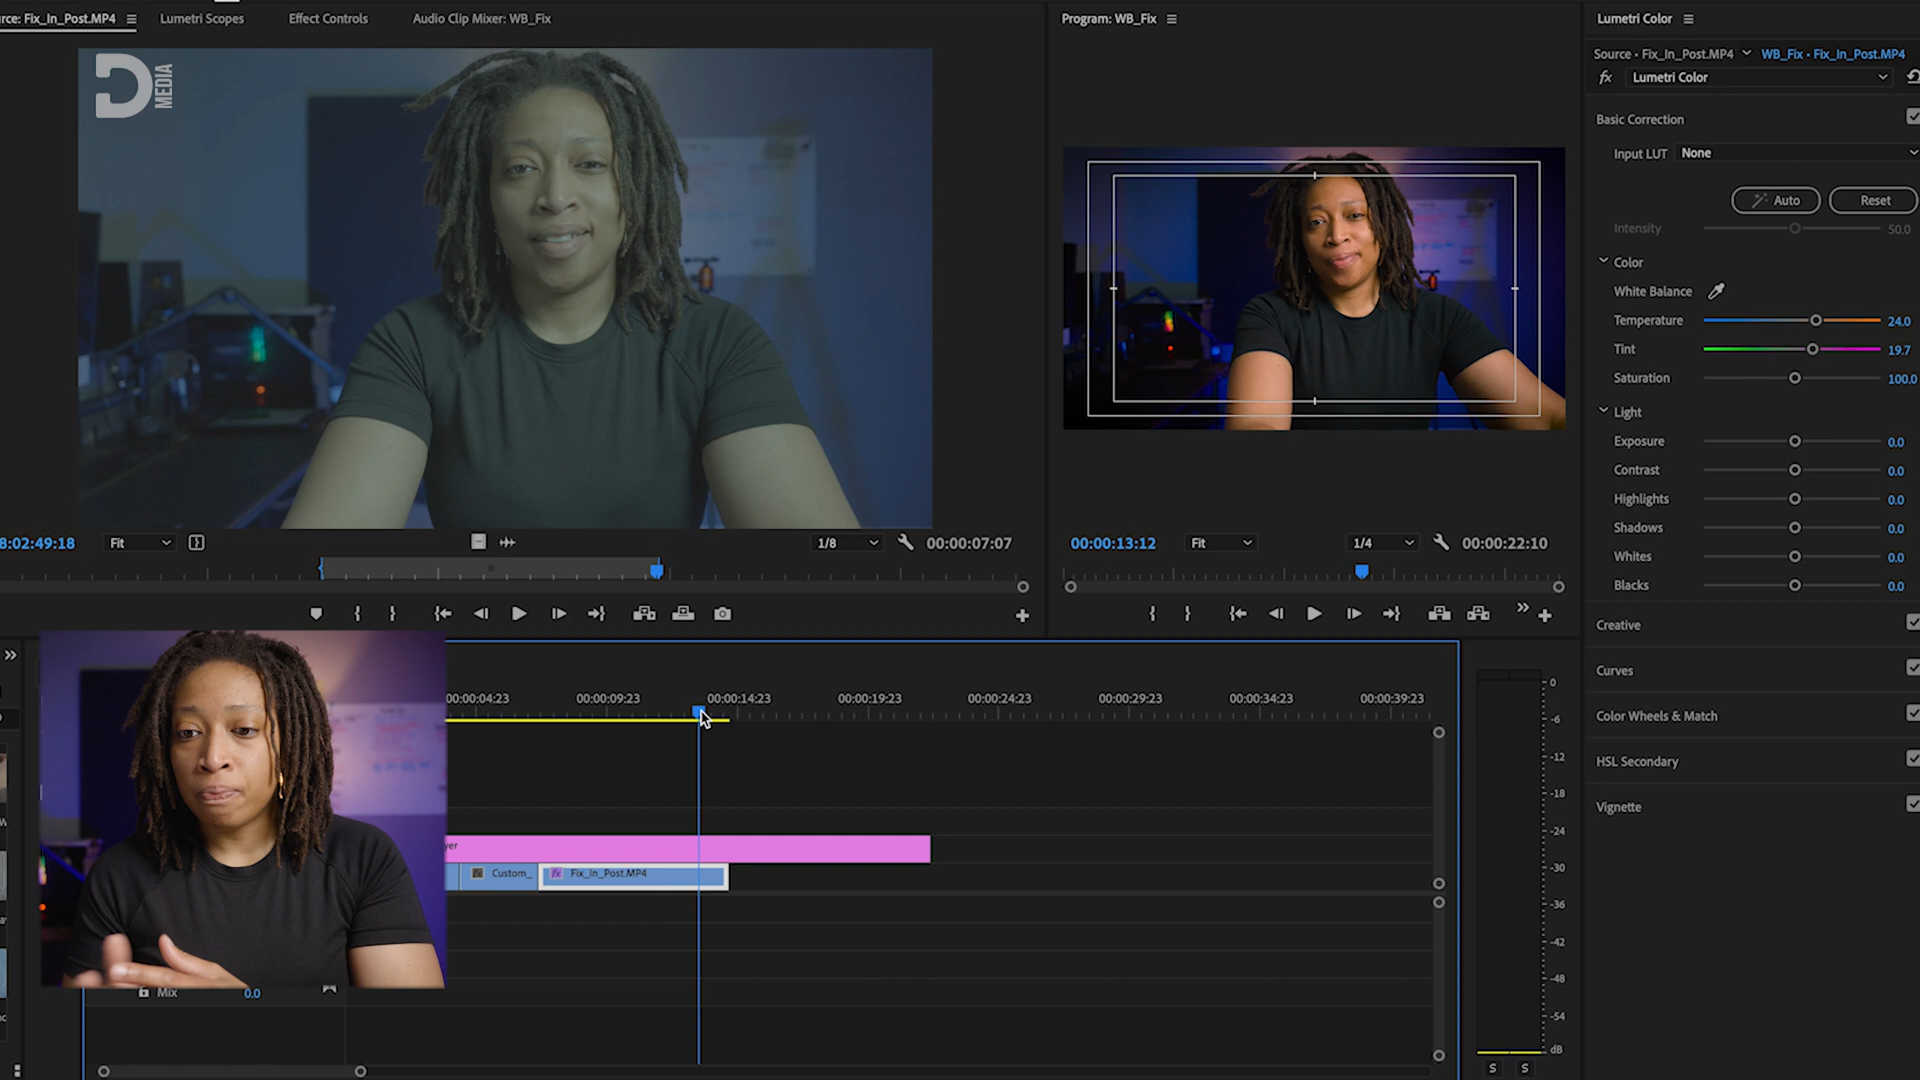 rce: Fix_In_Post.MP4
Lumetri Scopes
Effect Controls
Audio Clip Mixer: WB_Fix
Program: WB_Fix
Lumetri Color
D MEDIA
Source · Fix_In_Post.MP4
WB_Fix · Fix_In_Post.MP4
fx Lumetri Color
Basic Correction
Input LUT None
Auto
Reset
Intensity 50.0
Color
White Balance
Temperature 24.0
Tint 19.7
Saturation 100.0
Light
Exposure 0.0
Contrast 0.0
Highlights 0.0
Shadows 0.0
Whites 0.0
Blacks 0.0
Creative
Curves
Color Wheels & Match
HSL Secondary
Vignette
8:02:49:18
Fit
1/8
00:00:07:07
00:00:13:12
Fit
1/4
00:00:22:10
00:00:04:23
00:00:09:23
00:00:14:23
00:00:19:23
00:00:24:23
00:00:29:23
00:00:34:23
00:00:39:23
yer
Custom_
fx Fix_In_Post.MP4
Mix 0.0
0
-6
-12
-18
-24
-30
-36
-42
-48
-54
dB
S S